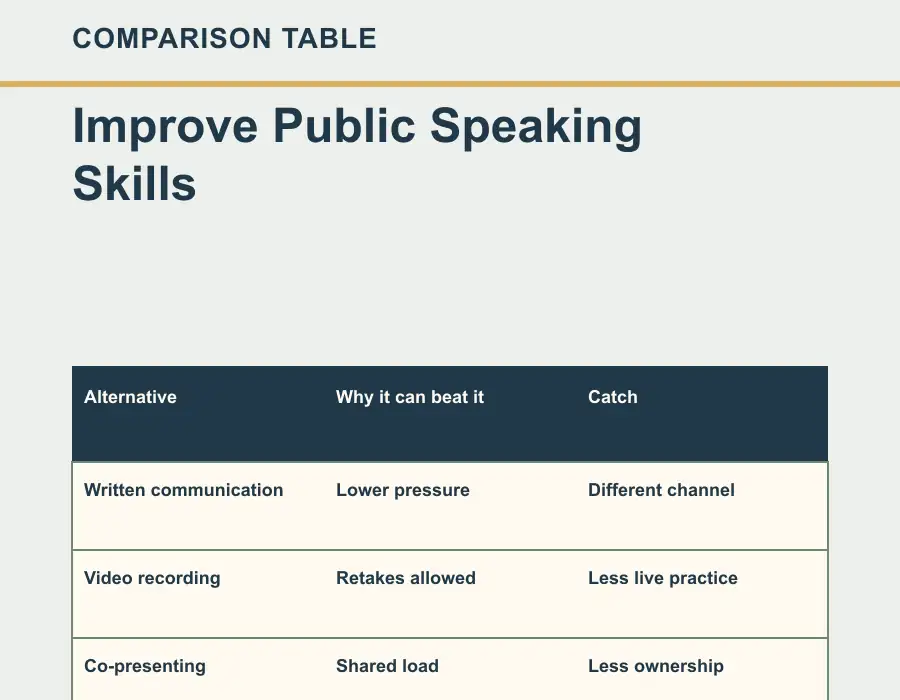 COMPARISON TABLE
Improve Public Speaking
Skills
Alternative Why it can beat it Catch
Written communication Lower pressure Different channel
Video recording Retakes allowed Less live practice
Co-presenting Shared load Less ownership